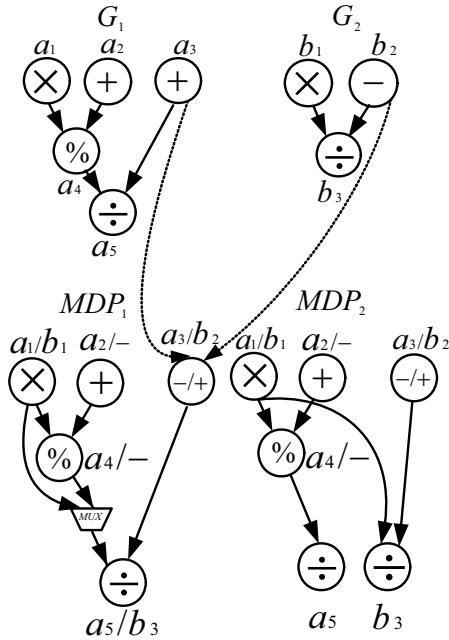 G₁ G₂
a₁ a₂ a₃ b₁ b₂
× + + × −
% ÷
a₄ b₃
÷
a₅
MDP₁ MDP₂
a₁/b₁ a₂/− a₃/b₂ a₁/b₁ a₂/− a₃/b₂
× + −/+ × + −/+
% a₄/− % a₄/−
MUX
÷ ÷ ÷
a₅/b₃ a₅ b₃